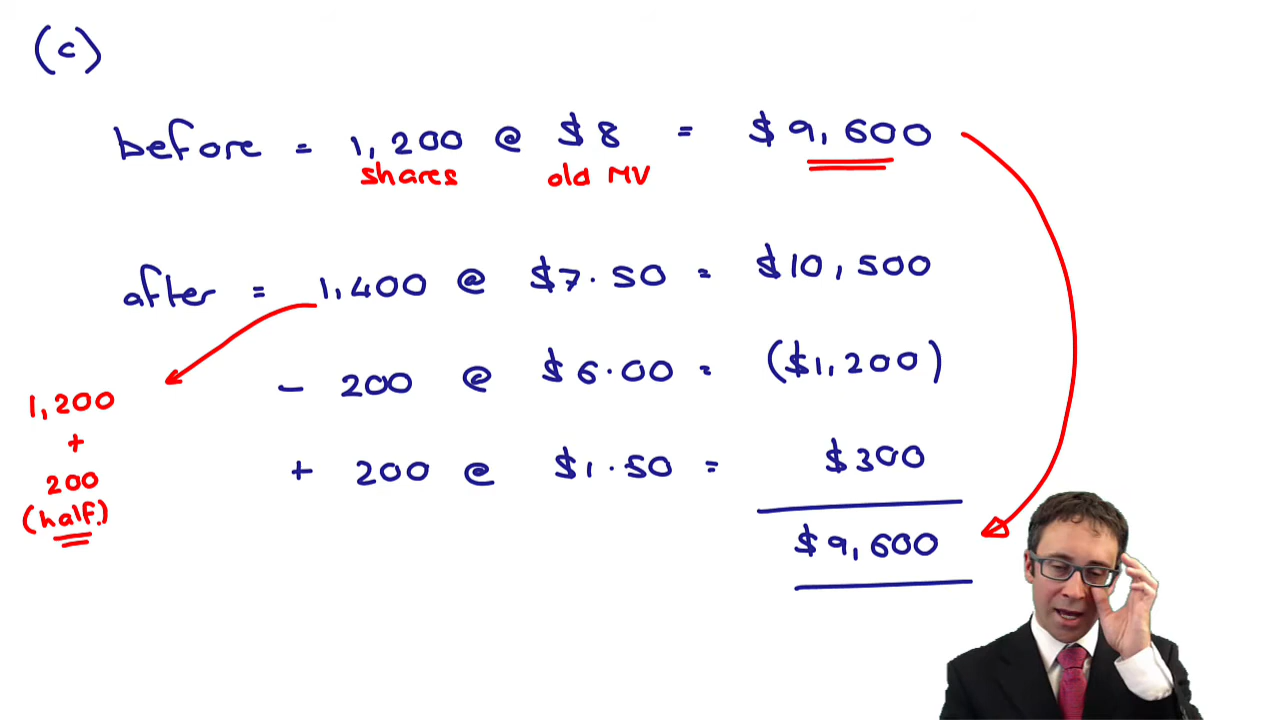 (c)
before = 1,200 @ $8 = $9,600
shares old MV
after = 1,400 @ $7.50 = $10,500
- 200 @ $6.00 = ($1,200)
1,200
+
200
(half)
+ 200 @ $1.50 = $300
$9,600